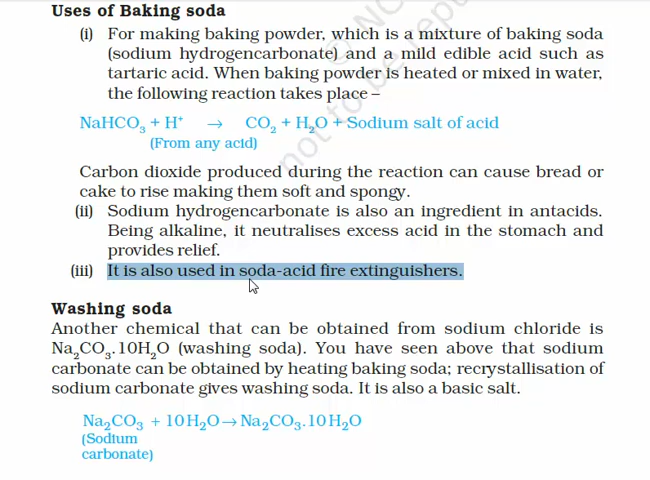 Uses of Baking soda
(i) For making baking powder, which is a mixture of baking soda
(sodium hydrogencarbonate) and a mild edible acid such as
tartaric acid. When baking powder is heated or mixed in water,
the following reaction takes place –
NaHCO₃ + H⁺ → CO₂ + H₂O + Sodium salt of acid
(From any acid)
Carbon dioxide produced during the reaction can cause bread or
cake to rise making them soft and spongy.
(ii) Sodium hydrogencarbonate is also an ingredient in antacids.
Being alkaline, it neutralises excess acid in the stomach and
provides relief.
(iii) It is also used in soda-acid fire extinguishers.
Washing soda
Another chemical that can be obtained from sodium chloride is
Na₂CO₃.10H₂O (washing soda). You have seen above that sodium
carbonate can be obtained by heating baking soda; recrystallisation of
sodium carbonate gives washing soda. It is also a basic salt.
Na₂CO₃ + 10H₂O → Na₂CO₃.10H₂O
(Sodium
carbonate)
© NC
not to be repu